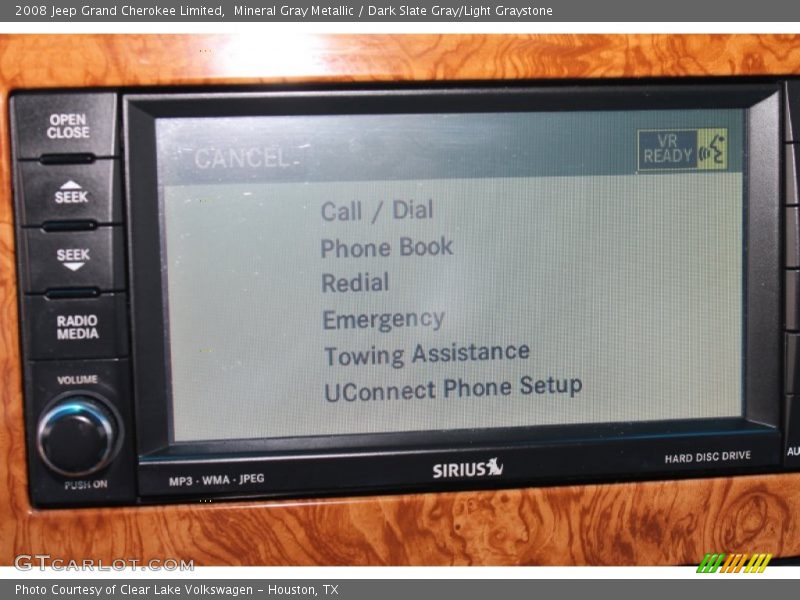 2008 Jeep Grand Cherokee Limited,  Mineral Gray Metallic / Dark Slate Gray/Light Graystone
OPEN
CLOSE
SEEK
SEEK
RADIO
MEDIA
VOLUME
PUSH ON
CANCEL
VR
READY
Call / Dial
Phone Book
Redial
Emergency
Towing Assistance
UConnect Phone Setup
MP3 · WMA · JPEG
SIRIUS
HARD DISC DRIVE
AU
GTCARLOT.COM
Photo Courtesy of Clear Lake Volkswagen - Houston, TX